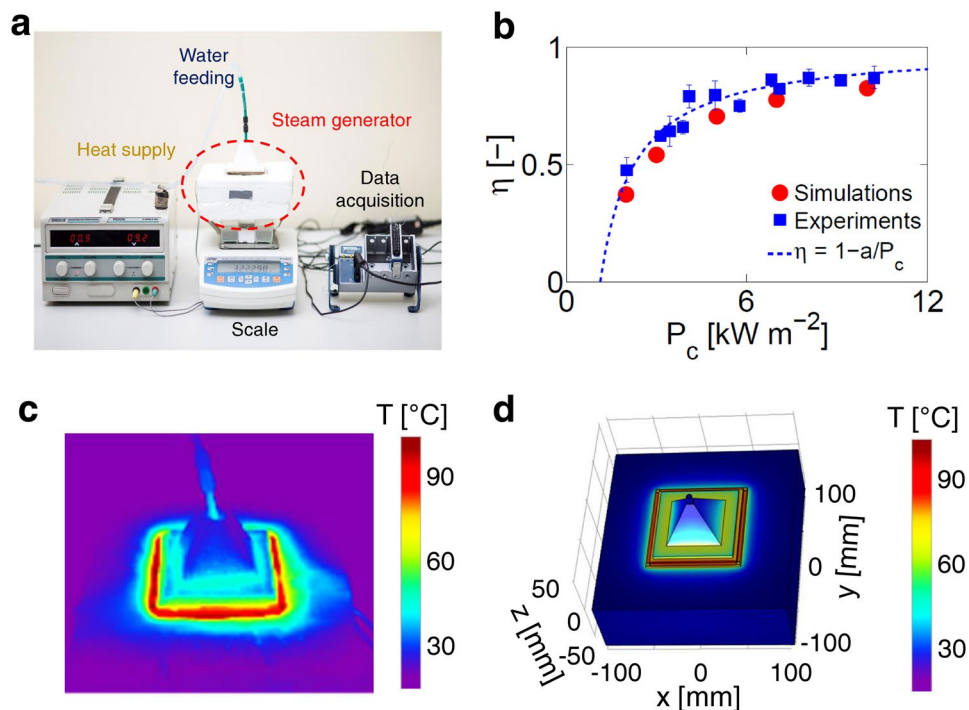 a
Water
feeding
Steam generator
Heat supply
Data
acquisition
Scale
b
1
0.5
0
η [–]
Simulations
Experiments
η = 1–a/P_c
0
6
12
P_c [kW m⁻²]
c
T [°C]
90
60
30
d
T [°C]
90
60
30
50
0
-50
z [mm]
-100
0
100
x [mm]
100
0
-100
y [mm]